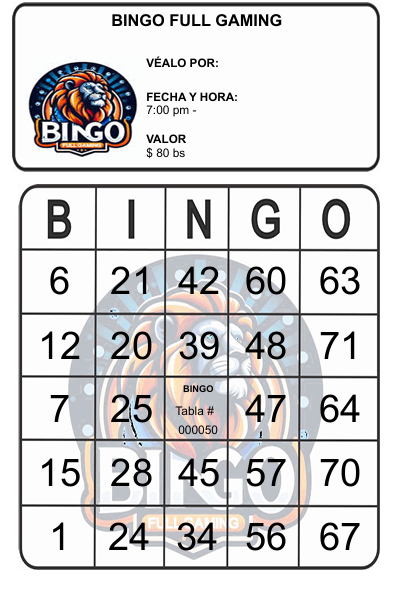 BINGO FULL GAMING
VÉALO POR:
FECHA Y HORA:
7:00 pm -
VALOR
$ 80 bs
BINGO
FULL GAMING
B I N G O
6 21 42 60 63
12 20 39 48 71
7 25 BINGO Tabla # 000050 47 64
15 28 45 57 70
1 24 34 56 67
BINGO
FULL GAMING